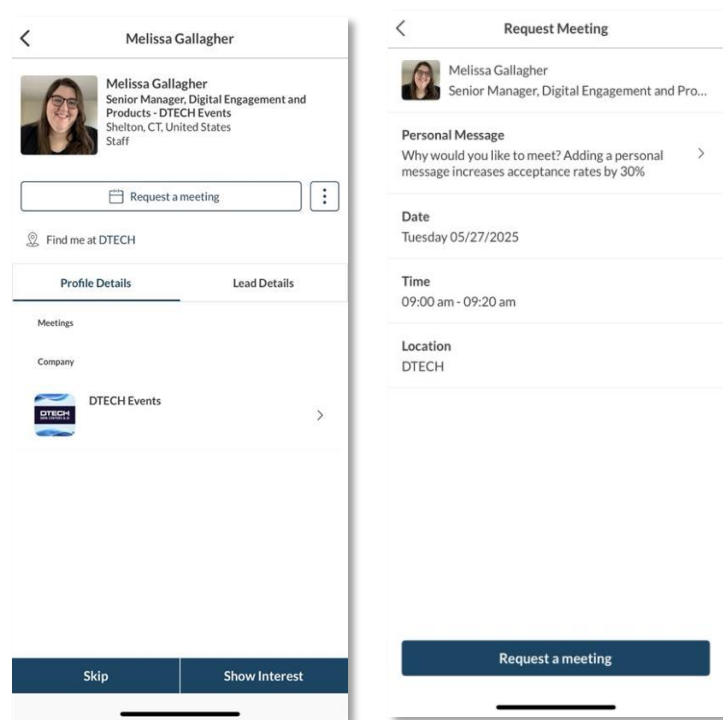 Melissa Gallagher
Melissa Gallagher
Senior Manager, Digital Engagement and
Products - DTECH Events
Shelton, CT, United States
Staff
Request a meeting
Find me at DTECH
Profile Details
Lead Details
Meetings
Company
DTECH
DTECH Events
Skip
Show Interest
Request Meeting
Melissa Gallagher
Senior Manager, Digital Engagement and Pro...
Personal Message
Why would you like to meet? Adding a personal
message increases acceptance rates by 30%
Date
Tuesday 05/27/2025
Time
09:00 am - 09:20 am
Location
DTECH
Request a meeting